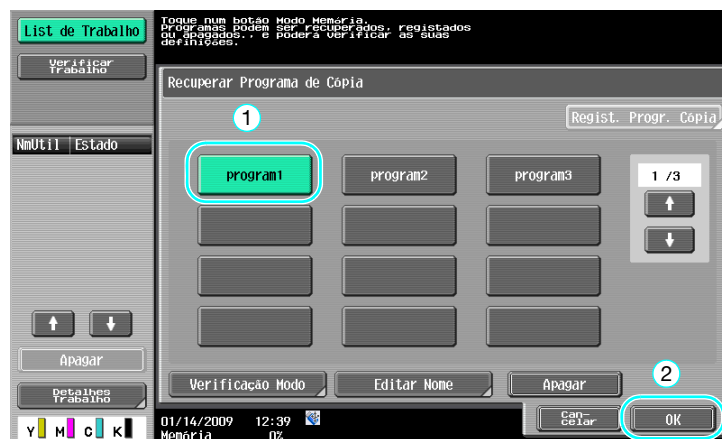 List de Trabalho
Verificar
Trabalho
NmUtil Estado
Apagar
Detalhes
Trabalho
Y M C K
Toque num botão Modo Memória.
Programas podem ser recuperados, registados
ou apagados., e poderá verificar as suas
definições.
Recuperar Programa de Cópia
1
Regist. Progr. Cópia
program1 program2 program3 1 /3
Verificação Modo Editar Nome Apagar
2
01/14/2009 12:39
Memória 0%
Can-
celar
OK